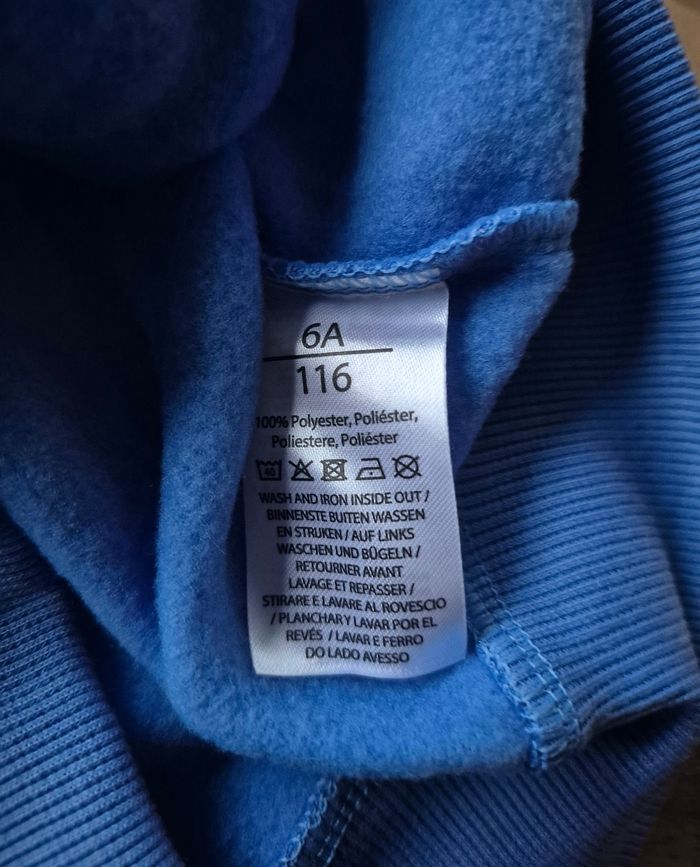 6A
116
100% Polyester, Poliéster,
Poliestere, Poliéster
40
WASH AND IRON INSIDE OUT /
BINNENSTE BUITEN WASSEN
EN STRIJKEN / AUF LINKS
WASCHEN UND BÜGELN /
RETOURNER AVANT
LAVAGE ET REPASSER /
STIRARE E LAVARE AL ROVESCIO
/ PLANCHAR Y LAVAR POR EL
REVÉS / LAVAR E FERRO
DO LADO AVESSO